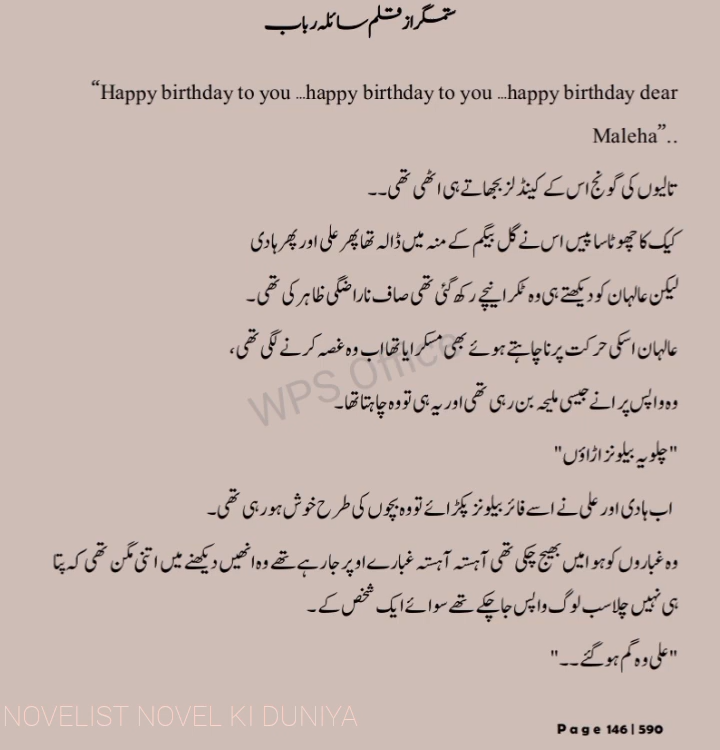 ستمگر از قلم سائلہ رباب
“Happy birthday to you ...happy birthday to you ...happy birthday dear
Maleha”..
تالیوں کی گونج اس کے کینڈلز بجھاتے ہی اٹھی تھی۔۔
کیک کا چھوٹا سا پیس اس نے گل بیگم کے منہ میں ڈالہ تھا پھر علی اور پھر ہادی
لیکن عالہان کو دیکھتے ہی وہ ٹکرا نیچے رکھ گئی تھی صاف ناراضگی ظاہر کی تھی۔
عالہان اسکی حرکت پر نا چاہتے ہوئے بھی مسکرایا تھا اب وہ غصہ کرنے لگی تھی،
وہ واپس پرانے جیسی ملیحہ بن رہی تھی اور یہ ہی تو وہ چاہتا تھا۔
"چلو یہ بیلونز اڑاؤں"
اب ہادی اور علی نے اسے فائر بیلونز پکڑائے تو وہ بچوں کی طرح خوش ہو رہی تھی۔
وہ غباروں کو ہوا میں بھیج چکی تھی آہستہ آہستہ غبارے اوپر جا رہے تھے وہ انھیں دیکھنے میں اتنی مگن تھی کہ پتا
ہی نہیں چلا سب لوگ واپس جا چکے تھے سوائے ایک شخص کے۔
"علی وہ گم ہو گئے۔۔"
WPS Office
NOVELIST NOVEL KI DUNIYA
Page 146 | 590